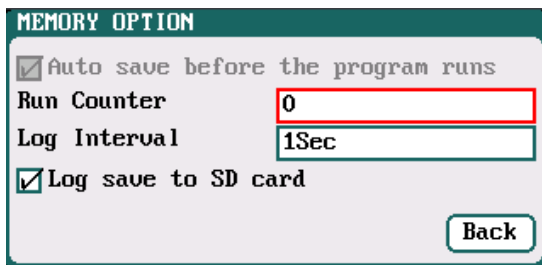 MEMORY OPTION
Auto save before the program runs
Run Counter 0
Log Interval 1Sec
Log save to SD card
Back